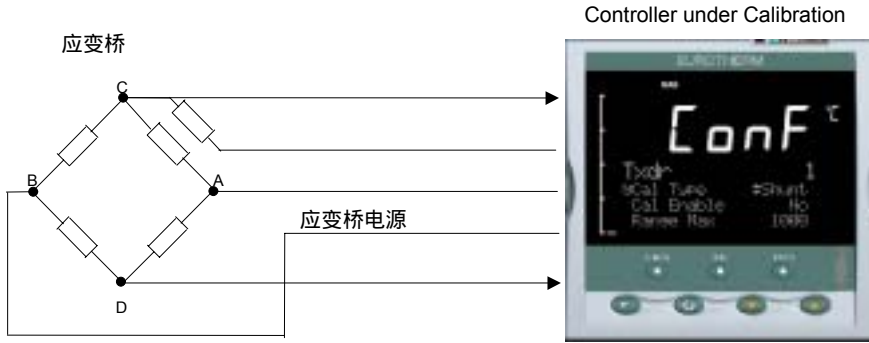 Controller under Calibration
应变桥
EUROTHERM
C
ConF °C
Txdr 1
Cal Type Shunt
B
A
Cal Enable No
应变桥电源
Range Max 1000
D